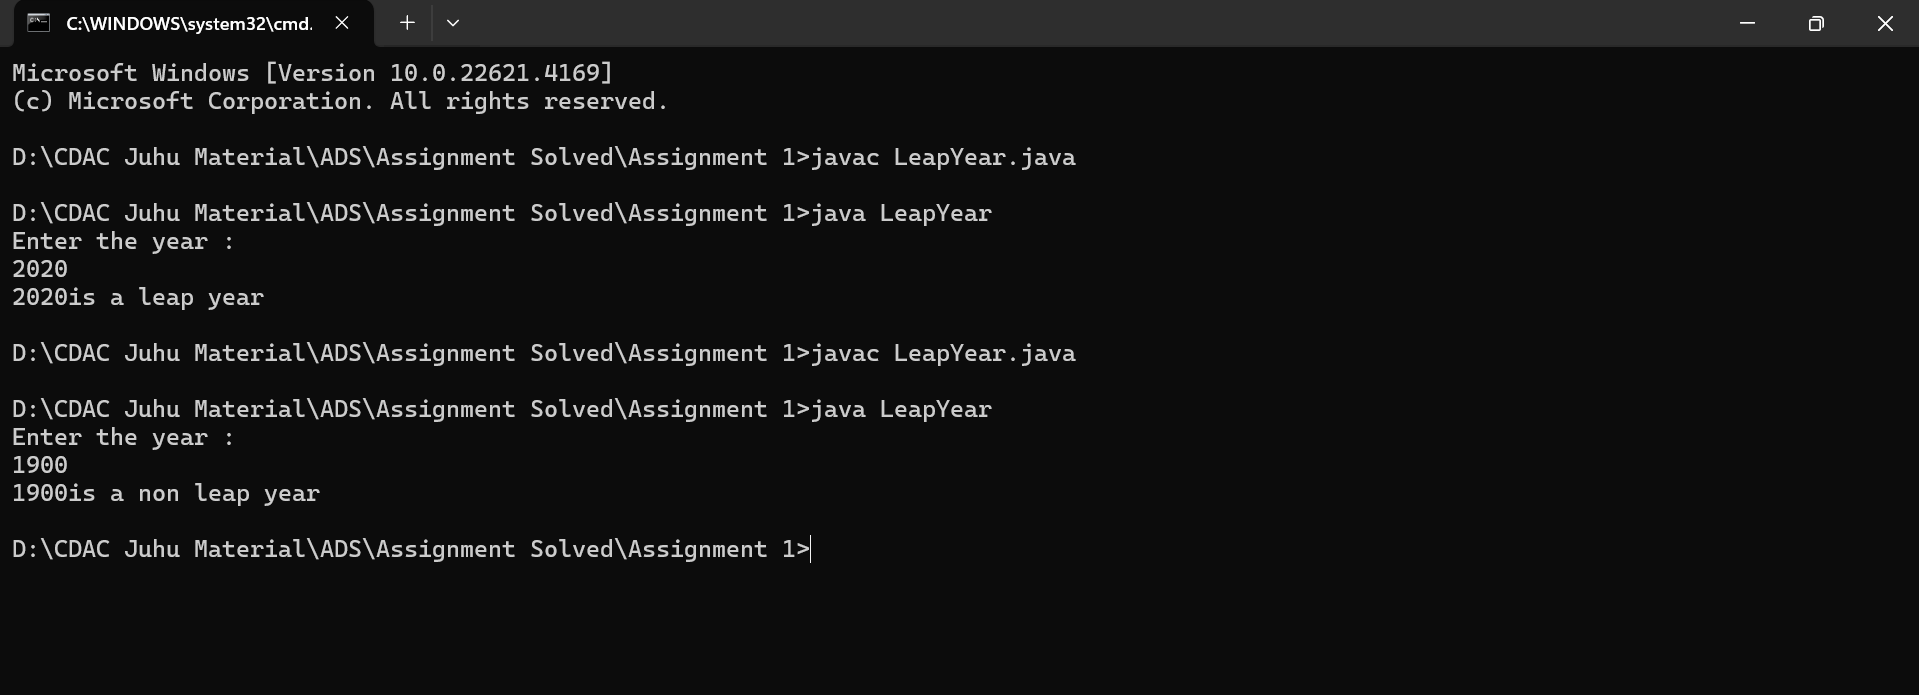 C:\WINDOWS\system32\cmd.
Microsoft Windows [Version 10.0.22621.4169]
(c) Microsoft Corporation. All rights reserved.
D:\CDAC Juhu Material\ADS\Assignment Solved\Assignment 1>javac LeapYear.java
D:\CDAC Juhu Material\ADS\Assignment Solved\Assignment 1>java LeapYear
Enter the year :
2020
2020is a leap year
D:\CDAC Juhu Material\ADS\Assignment Solved\Assignment 1>javac LeapYear.java
D:\CDAC Juhu Material\ADS\Assignment Solved\Assignment 1>java LeapYear
Enter the year :
1900
1900is a non leap year
D:\CDAC Juhu Material\ADS\Assignment Solved\Assignment 1>